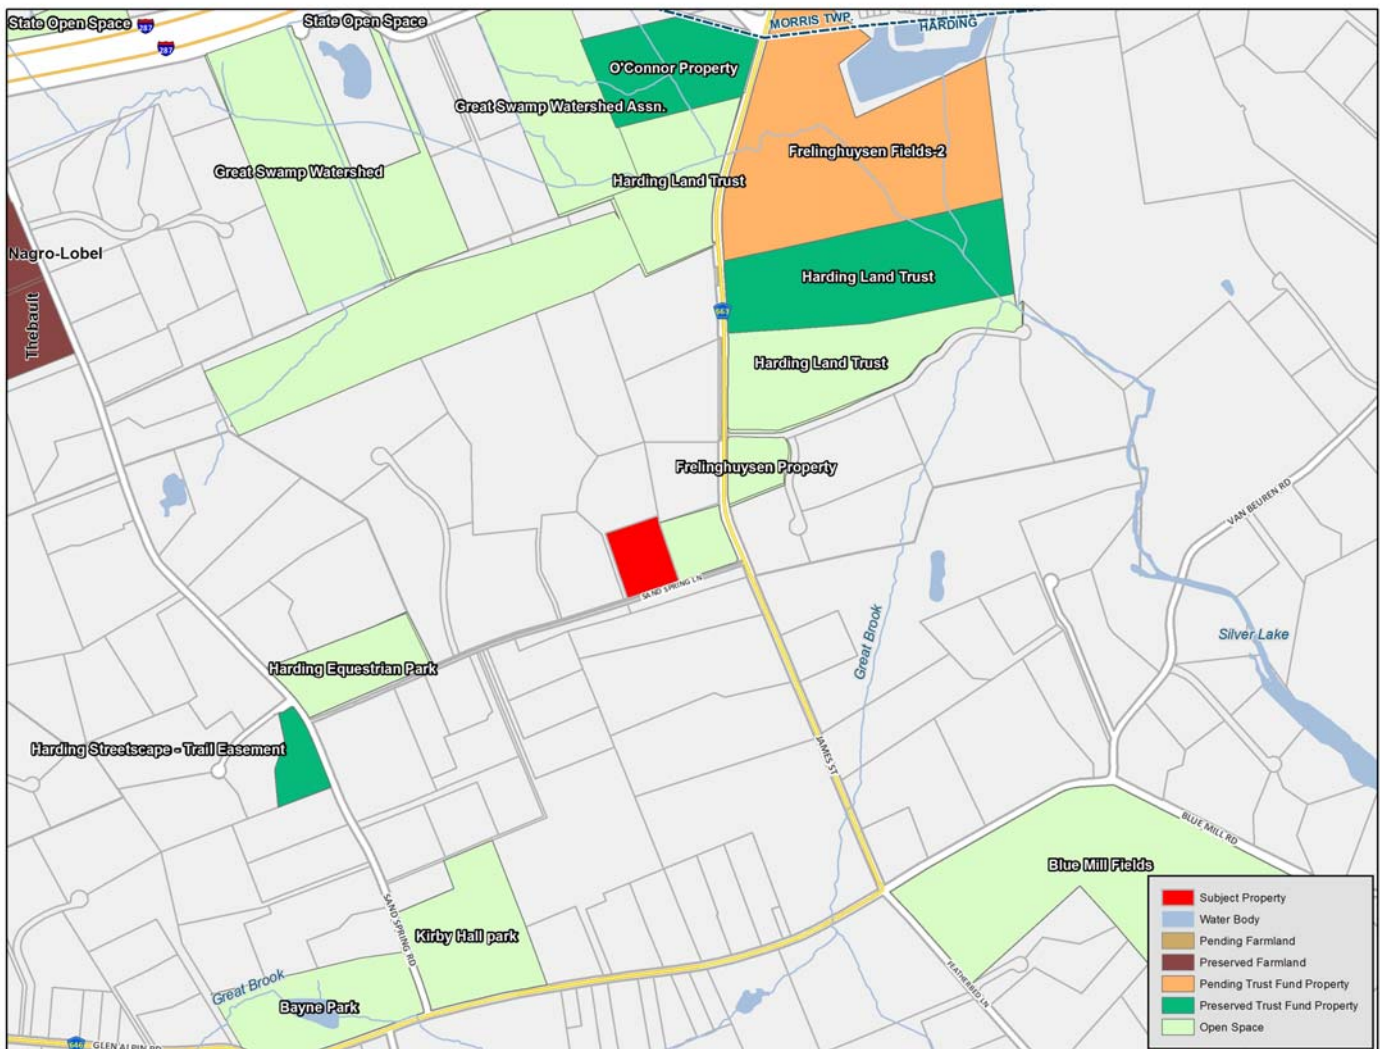 State Open Space
287
State Open Space
287
MORRIS TWP.
HARDING
O'Connor Property
Great Swamp Watershed Assn.
Frelinghuysen Fields-2
Great Swamp Watershed
Harding Land Trust
Nagro-Lobel
Harding Land Trust
Thebault
Harding Land Trust
Frelinghuysen Property
VAN BEUREN RD
SAND SPRING LN
Great Brook
Silver Lake
Harding Equestrian Park
Harding Streetscape - Trail Easement
JAMES ST
BLUE MILL RD
Blue Mill Fields
SAND SPRING RD
Kirby Hall park
FEATHERBED LN
Great Brook
Bayne Park
646
GLEN ALPIN RD
Subject Property
Water Body
Pending Farmland
Preserved Farmland
Pending Trust Fund Property
Preserved Trust Fund Property
Open Space